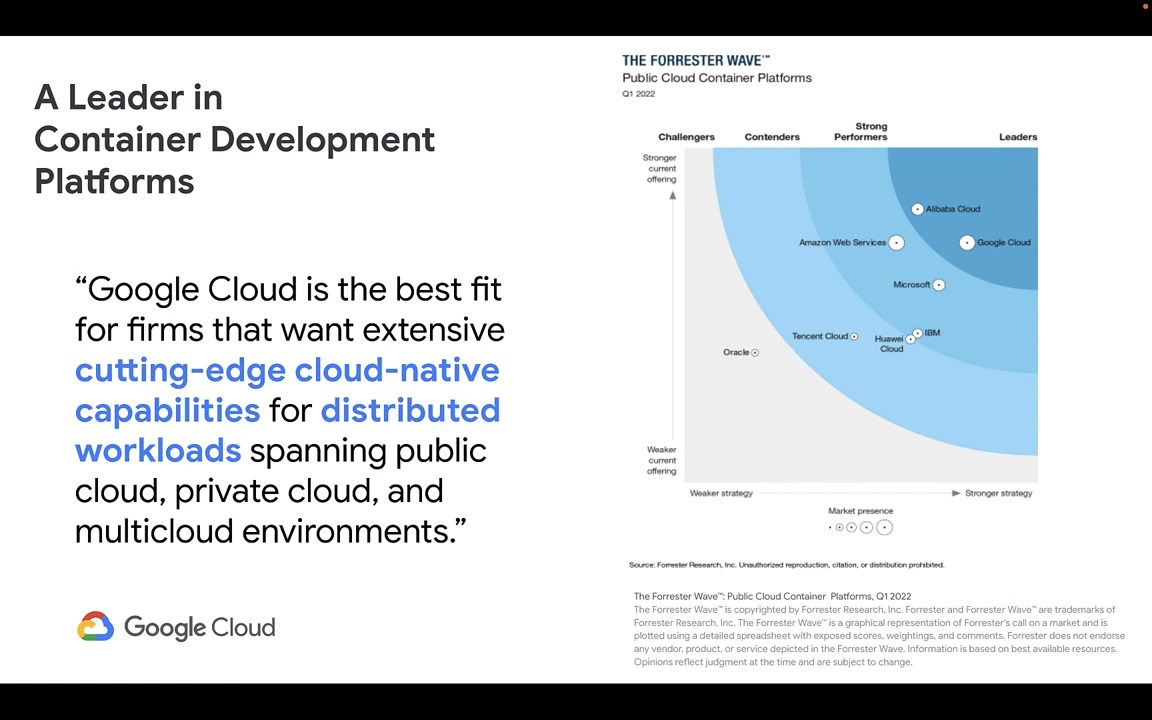 A Leader in
Container Development
Platforms
“Google Cloud is the best fit
for firms that want extensive
cutting-edge cloud-native
capabilities for distributed
workloads spanning public
cloud, private cloud, and
multicloud environments.”
Google Cloud
THE FORRESTER WAVE™
Public Cloud Container Platforms
Q1 2022
Challengers
Contenders
Strong
Performers
Leaders
Stronger
current
offering
Alibaba Cloud
Amazon Web Services
Google Cloud
Microsoft
Tencent Cloud
Huawei
Cloud
IBM
Oracle
Weaker
current
offering
Weaker strategy
Stronger strategy
Market presence
Source: Forrester Research, Inc. Unauthorized reproduction, citation, or distribution prohibited.
The Forrester Wave™: Public Cloud Container Platforms, Q1 2022
The Forrester Wave™ is copyrighted by Forrester Research, Inc. Forrester and Forrester Wave™ are trademarks of
Forrester Research, Inc. The Forrester Wave™ is a graphical representation of Forrester's call on a market and is
plotted using a detailed spreadsheet with exposed scores, weightings, and comments. Forrester does not endorse
any vendor, product, or service depicted in the Forrester Wave. Information is based on best available resources.
Opinions reflect judgment at the time and are subject to change.